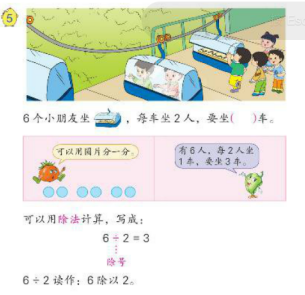 5
6个小朋友坐 ,每车坐2人,要坐( )车。
可以用圆片分一分。
有6人,每2人坐
1车,要坐3车。
可以用除法计算,写成:
6÷2=3
除号
6÷2读作:6除以2。